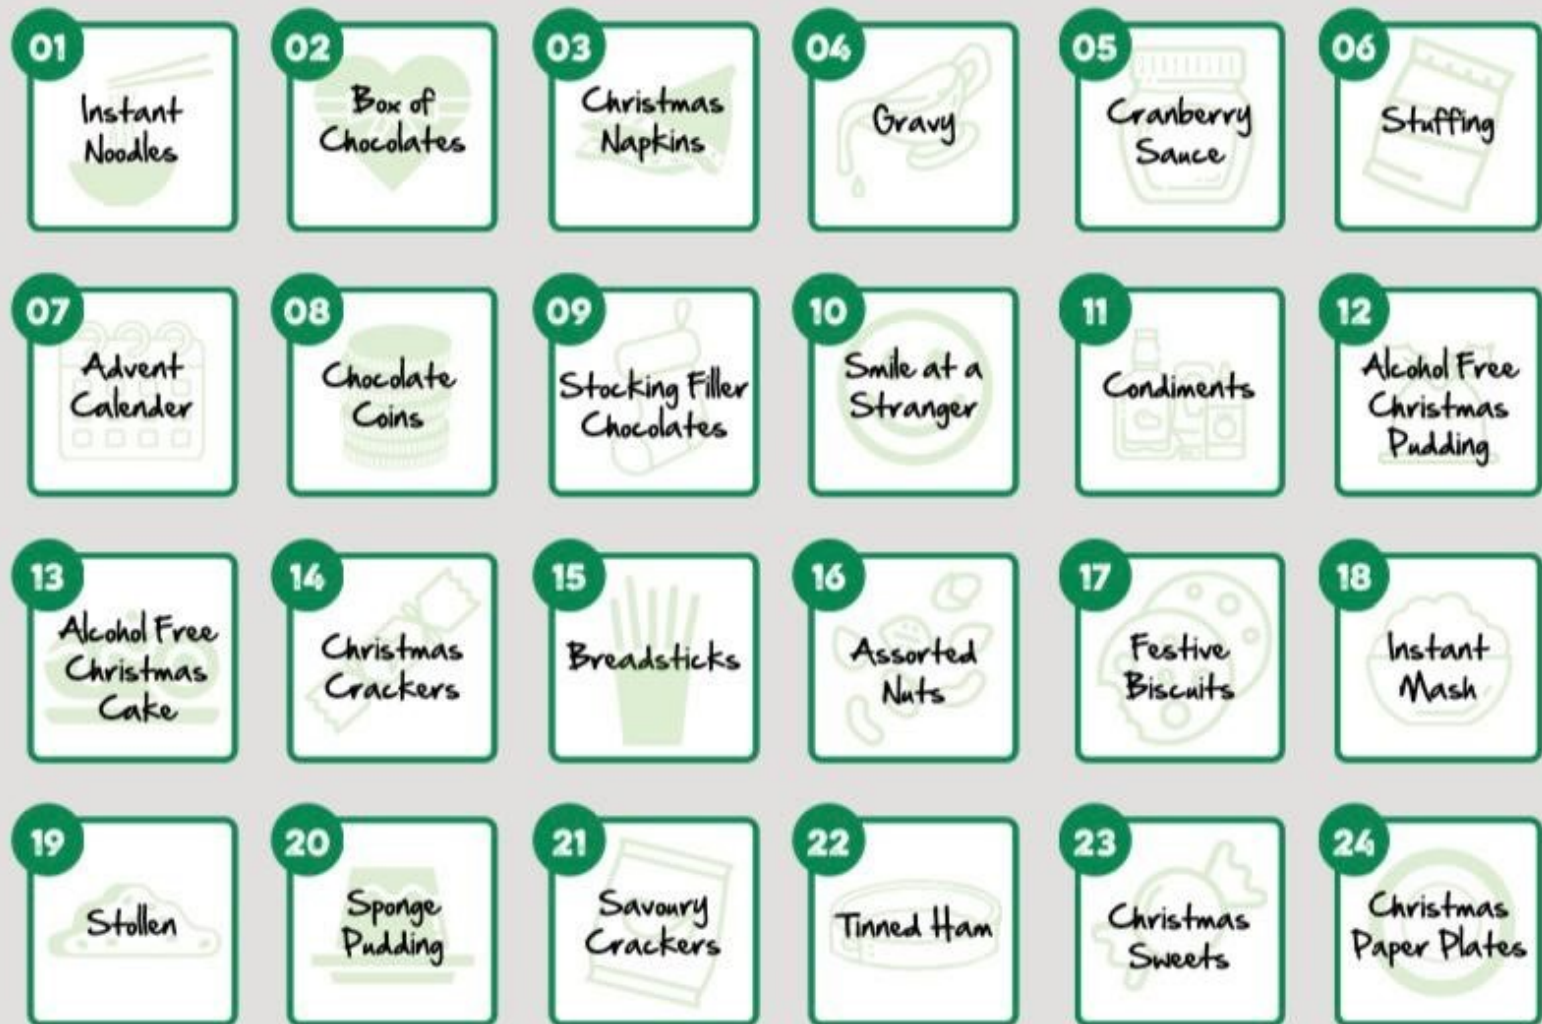 01
Instant
Noodles
02
Box of
Chocolates
03
Christmas
Napkins
04
Gravy
05
Cranberry
Sauce
06
Stuffing
07
Advent
Calender
08
Chocolate
Coins
09
Stocking Filler
Chocolates
10
Smile at a
Stranger
11
Condiments
12
Alcohol Free
Christmas
Pudding
13
Alcohol Free
Christmas
Cake
14
Christmas
Crackers
15
Breadsticks
16
Assorted
Nuts
17
Festive
Biscuits
18
Instant
Mash
19
Stollen
20
Sponge
Pudding
21
Savoury
Crackers
22
Tinned Ham
23
Christmas
Sweets
24
Christmas
Paper Plates